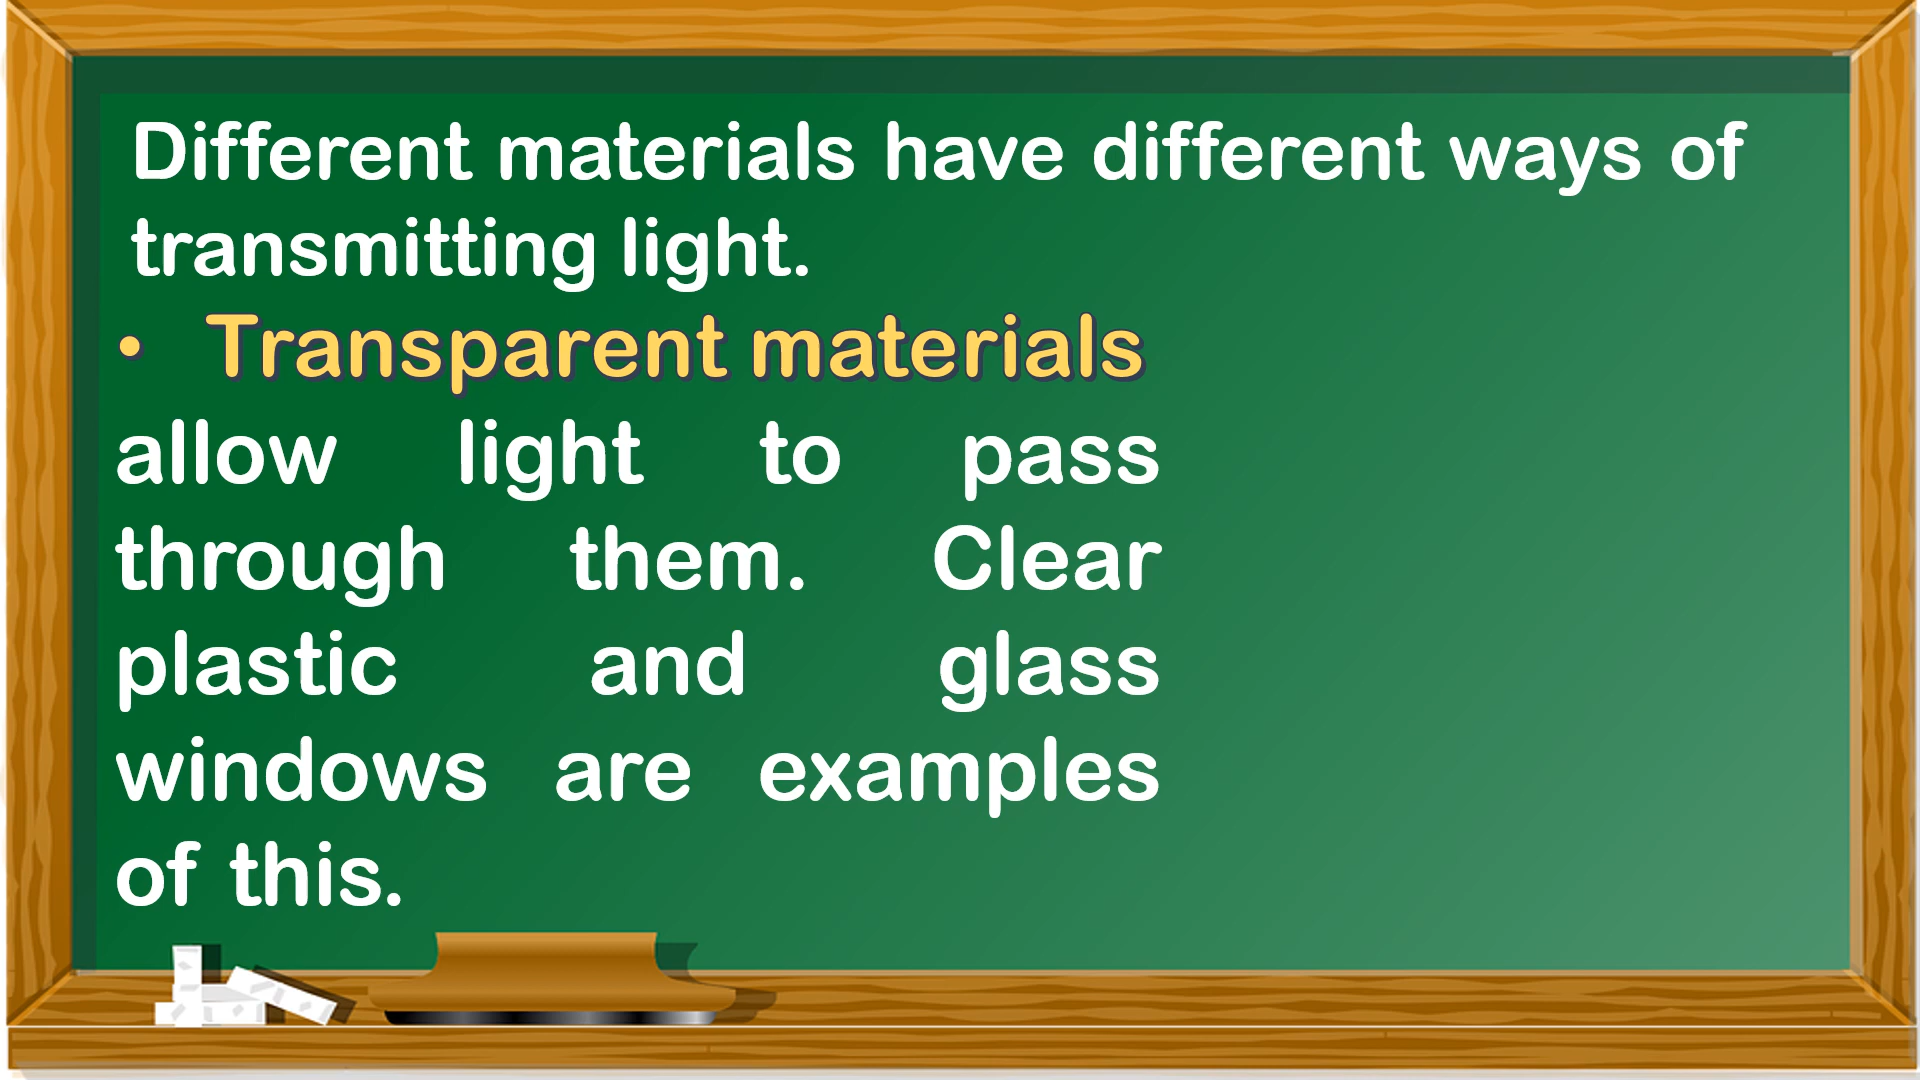 Different materials have different ways of
transmitting light.
• Transparent materials
allow light to pass
through them. Clear
plastic and glass
windows are examples
of this.